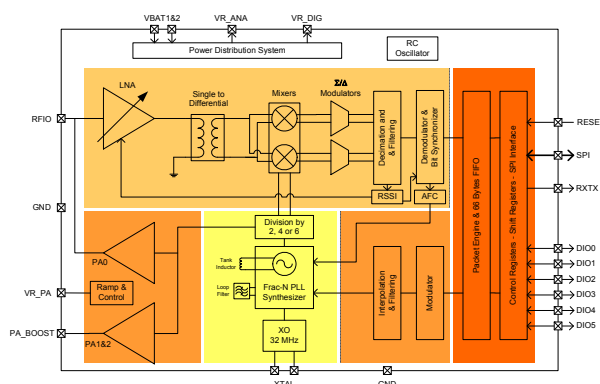 VBAT1&2
VR_ANA
VR_DIG
Power Distribution System
RC
Oscillator
LNA
Single to
Differential
Mixers
Σ/Δ
Modulators
RFIO
Decimation and
& Filtering
Demodulator &
Bit Synchronizer
RSSI
AFC
Packet Engine & 66 Bytes FIFO
Control Registers - Shift Registers - SPI Interface
RESET
SPI
RXTX
GND
Division by
2, 4 or 6
PA0
Tank
Inductor
Loop
Filter
Frac-N PLL
Synthesizer
Interpolation
& Filtering
Modulator
VR_PA
Ramp &
Control
PA_BOOST
PA1&2
XO
32 MHz
DIO0
DIO1
DIO2
DIO3
DIO4
DIO5
XTAL
GND